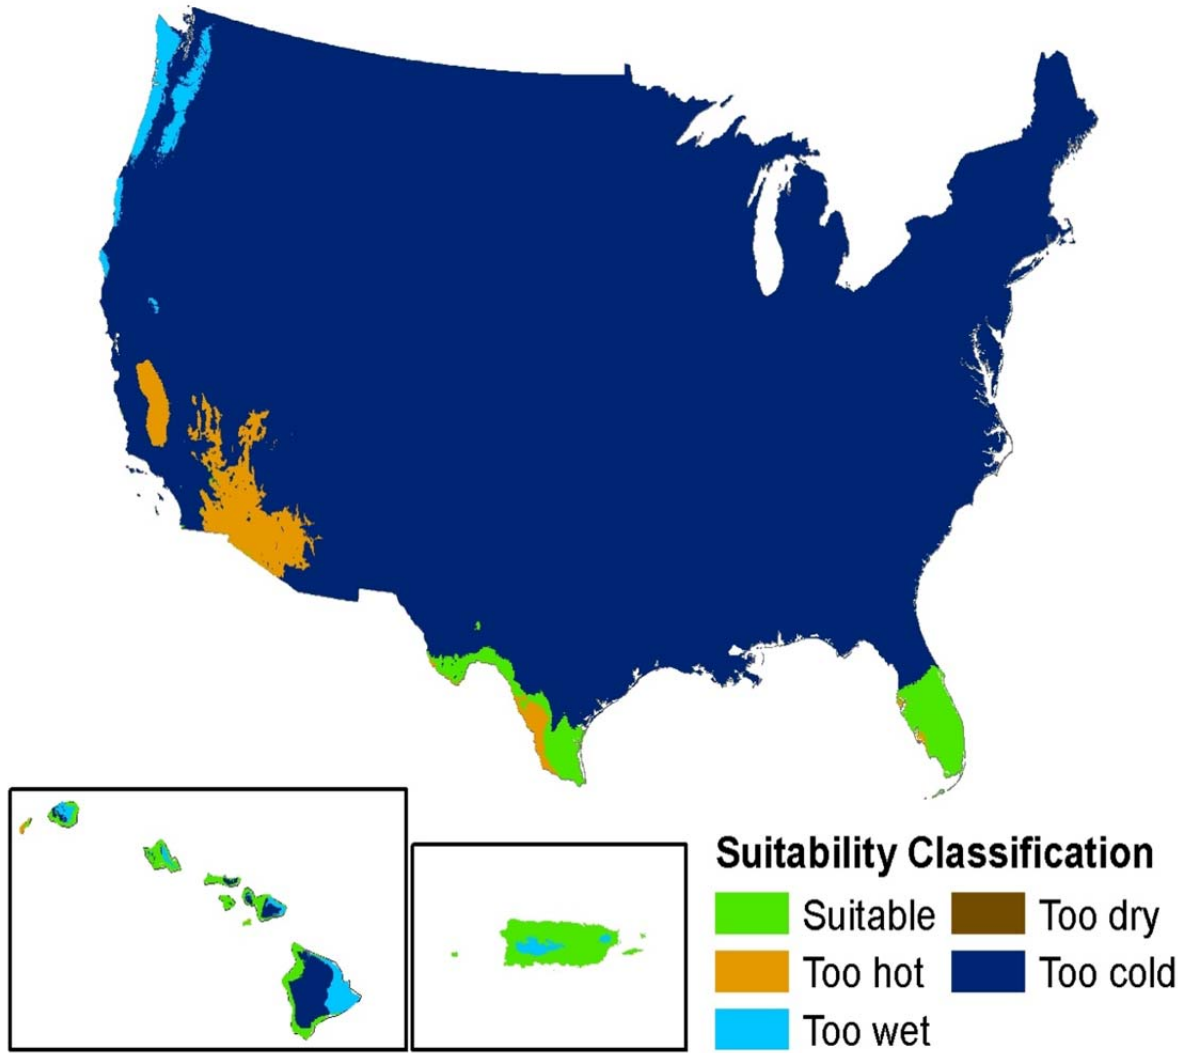 Suitability Classification
Suitable
Too dry
Too hot
Too cold
Too wet